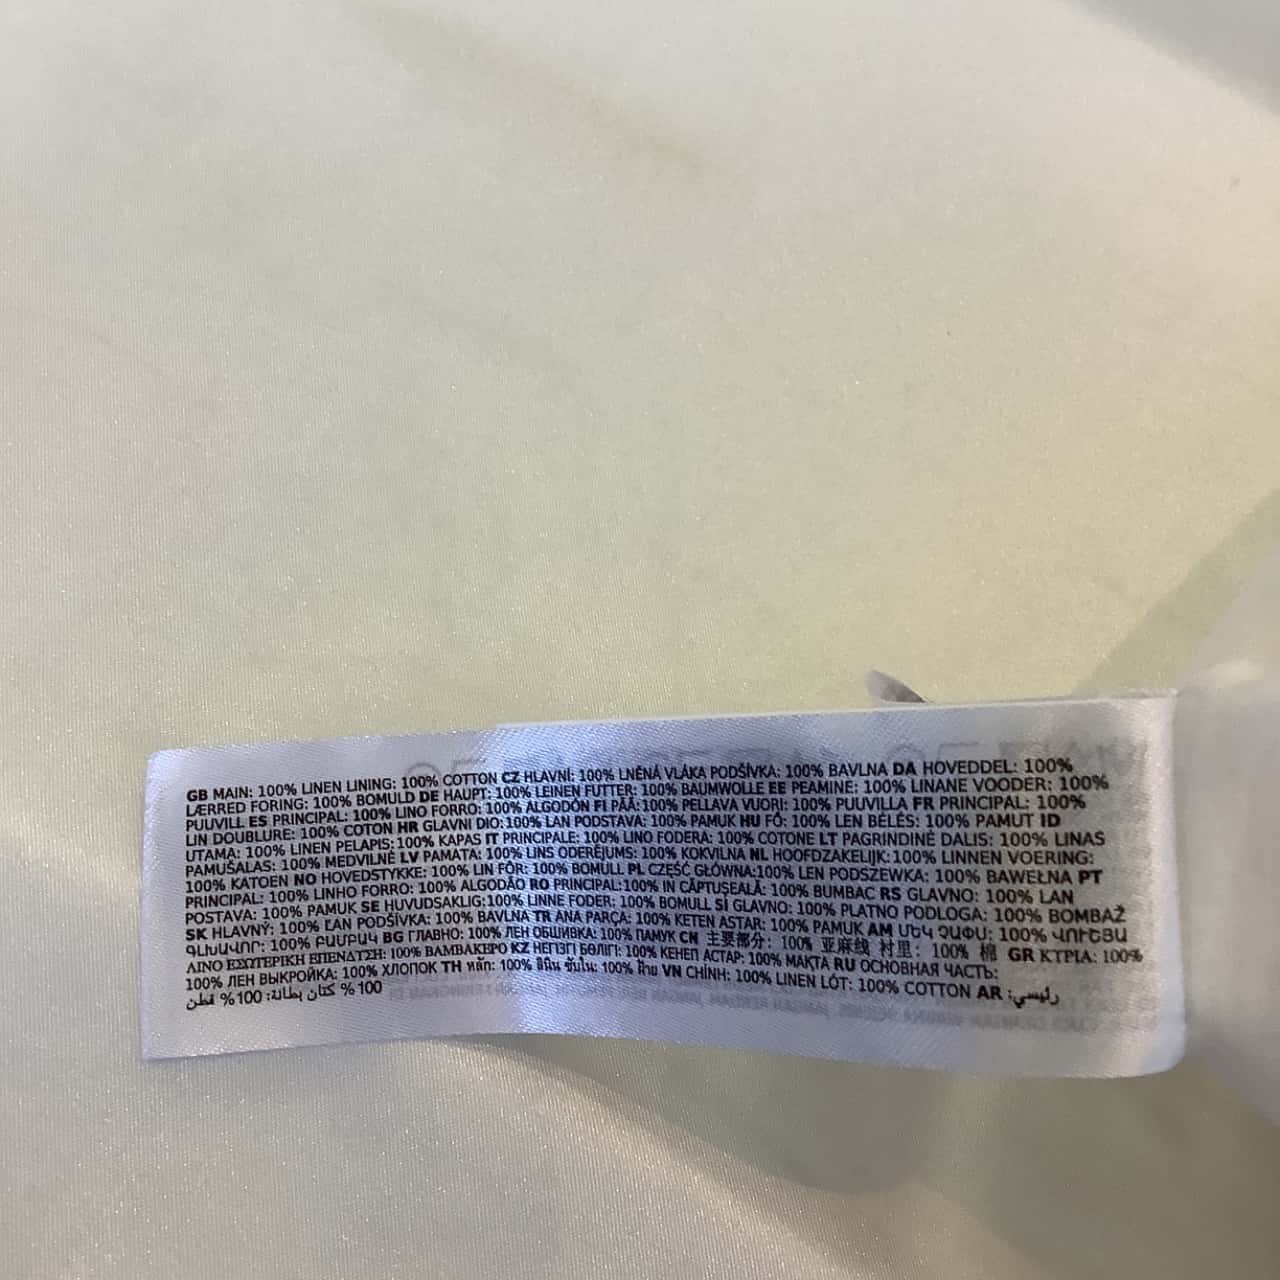 GB MAIN: 100% LINEN LINING: 100% COTTON CZ HLAVNÍ: 100% LNĚNÁ VLÁKA PODŠÍVKA: 100% BAVLNA DA HOVEDDEL: 100%
LÆRRED FORING: 100% BOMULD DE HAUPT: 100% LEINEN FUTTER: 100% BAUMWOLLE EE PEAMINE: 100% LINANE VOODER: 100%
PUUVILL ES PRINCIPAL: 100% LINO FORRO: 100% ALGODÓN FI PÄÄ:100% PELLAVA VUORI: 100% PUUVILLA FR PRINCIPAL: 100%
LIN DOUBLURE: 100% COTON HR GLAVNI DIO:100% LAN PODSTAVA: 100% PAMUK HU FŐ: 100% LEN BÉLÉS: 100% PAMUT ID
UTAMA: 100% LINEN PELAPIS:100% KAPAS IT PRINCIPALE: 100% LINO FODERA: 100% COTONE LT PAGRINDINĖ DALIS: 100% LINAS
PAMUŠALAS: 100% MEDVILNĖ LV PAMATA: 100% LINS ODERĒJUMS: 100% KOKVILNA NL HOOFDZAKELIJK:100% LINNEN VOERING:
100% KATOEN NO HOVEDSTYKKE: 100% LIN FÔR: 100% BOMULL PL CZĘŚĆ GŁÓWNA:100% LEN PODSZEWKA: 100% BAWEŁNA PT
PRINCIPAL: 100% LINHO FORRO: 100% ALGODÃO RO PRINCIPAL:100% IN CĂPTUȘEALĂ: 100% BUMBAC RS GLAVNO: 100% LAN
POSTAVA: 100% PAMUK SE HUVUDSAKLIG:100% LINNE FODER: 100% BOMULL SI GLAVNO: 100% PLATNO PODLOGA: 100% BOMBAŽ
SK HLAVNÝ: 100% ĽAN PODŠÍVKA: 100% BAVLNA TR ANA PARÇA: 100% KETEN ASTAR: 100% PAMUK AM ՄԵԿ ՉԱՓՍ: 100% ՎՈՒՇՅԱ
ԳԼԽԱՎՈՐ: 100% ԲԱՄԲԱԿ BG ГЛАВНО: 100% ЛЕН ОБШИВКА: 100% ПАМУК CN 主要部分: 100% 亚麻线 衬里: 100% 棉 GR ΚΥΡΙΑ: 100%
ΛΙΝΟ ΕΣΩΤΕΡΙΚΗ ΕΠΕΝΔΥΣΗ: 100% ΒΑΜΒΑΚΕΡΟ KZ НЕГІЗГІ БӨЛІГІ: 100% КЕНЕП АСТАР: 100% МАҚТА RU ОСНОВНАЯ ЧАСТЬ:
100% ЛЕН ВЫКРОЙКА: 100% ХЛОПОК TH หลัก: 100% ลินิน ซับใน: 100% ฝ้าย VN CHÍNH: 100% LINEN LÓT: 100% COTTON AR رئيسي:
100% كتان بطانة: 100% قطن